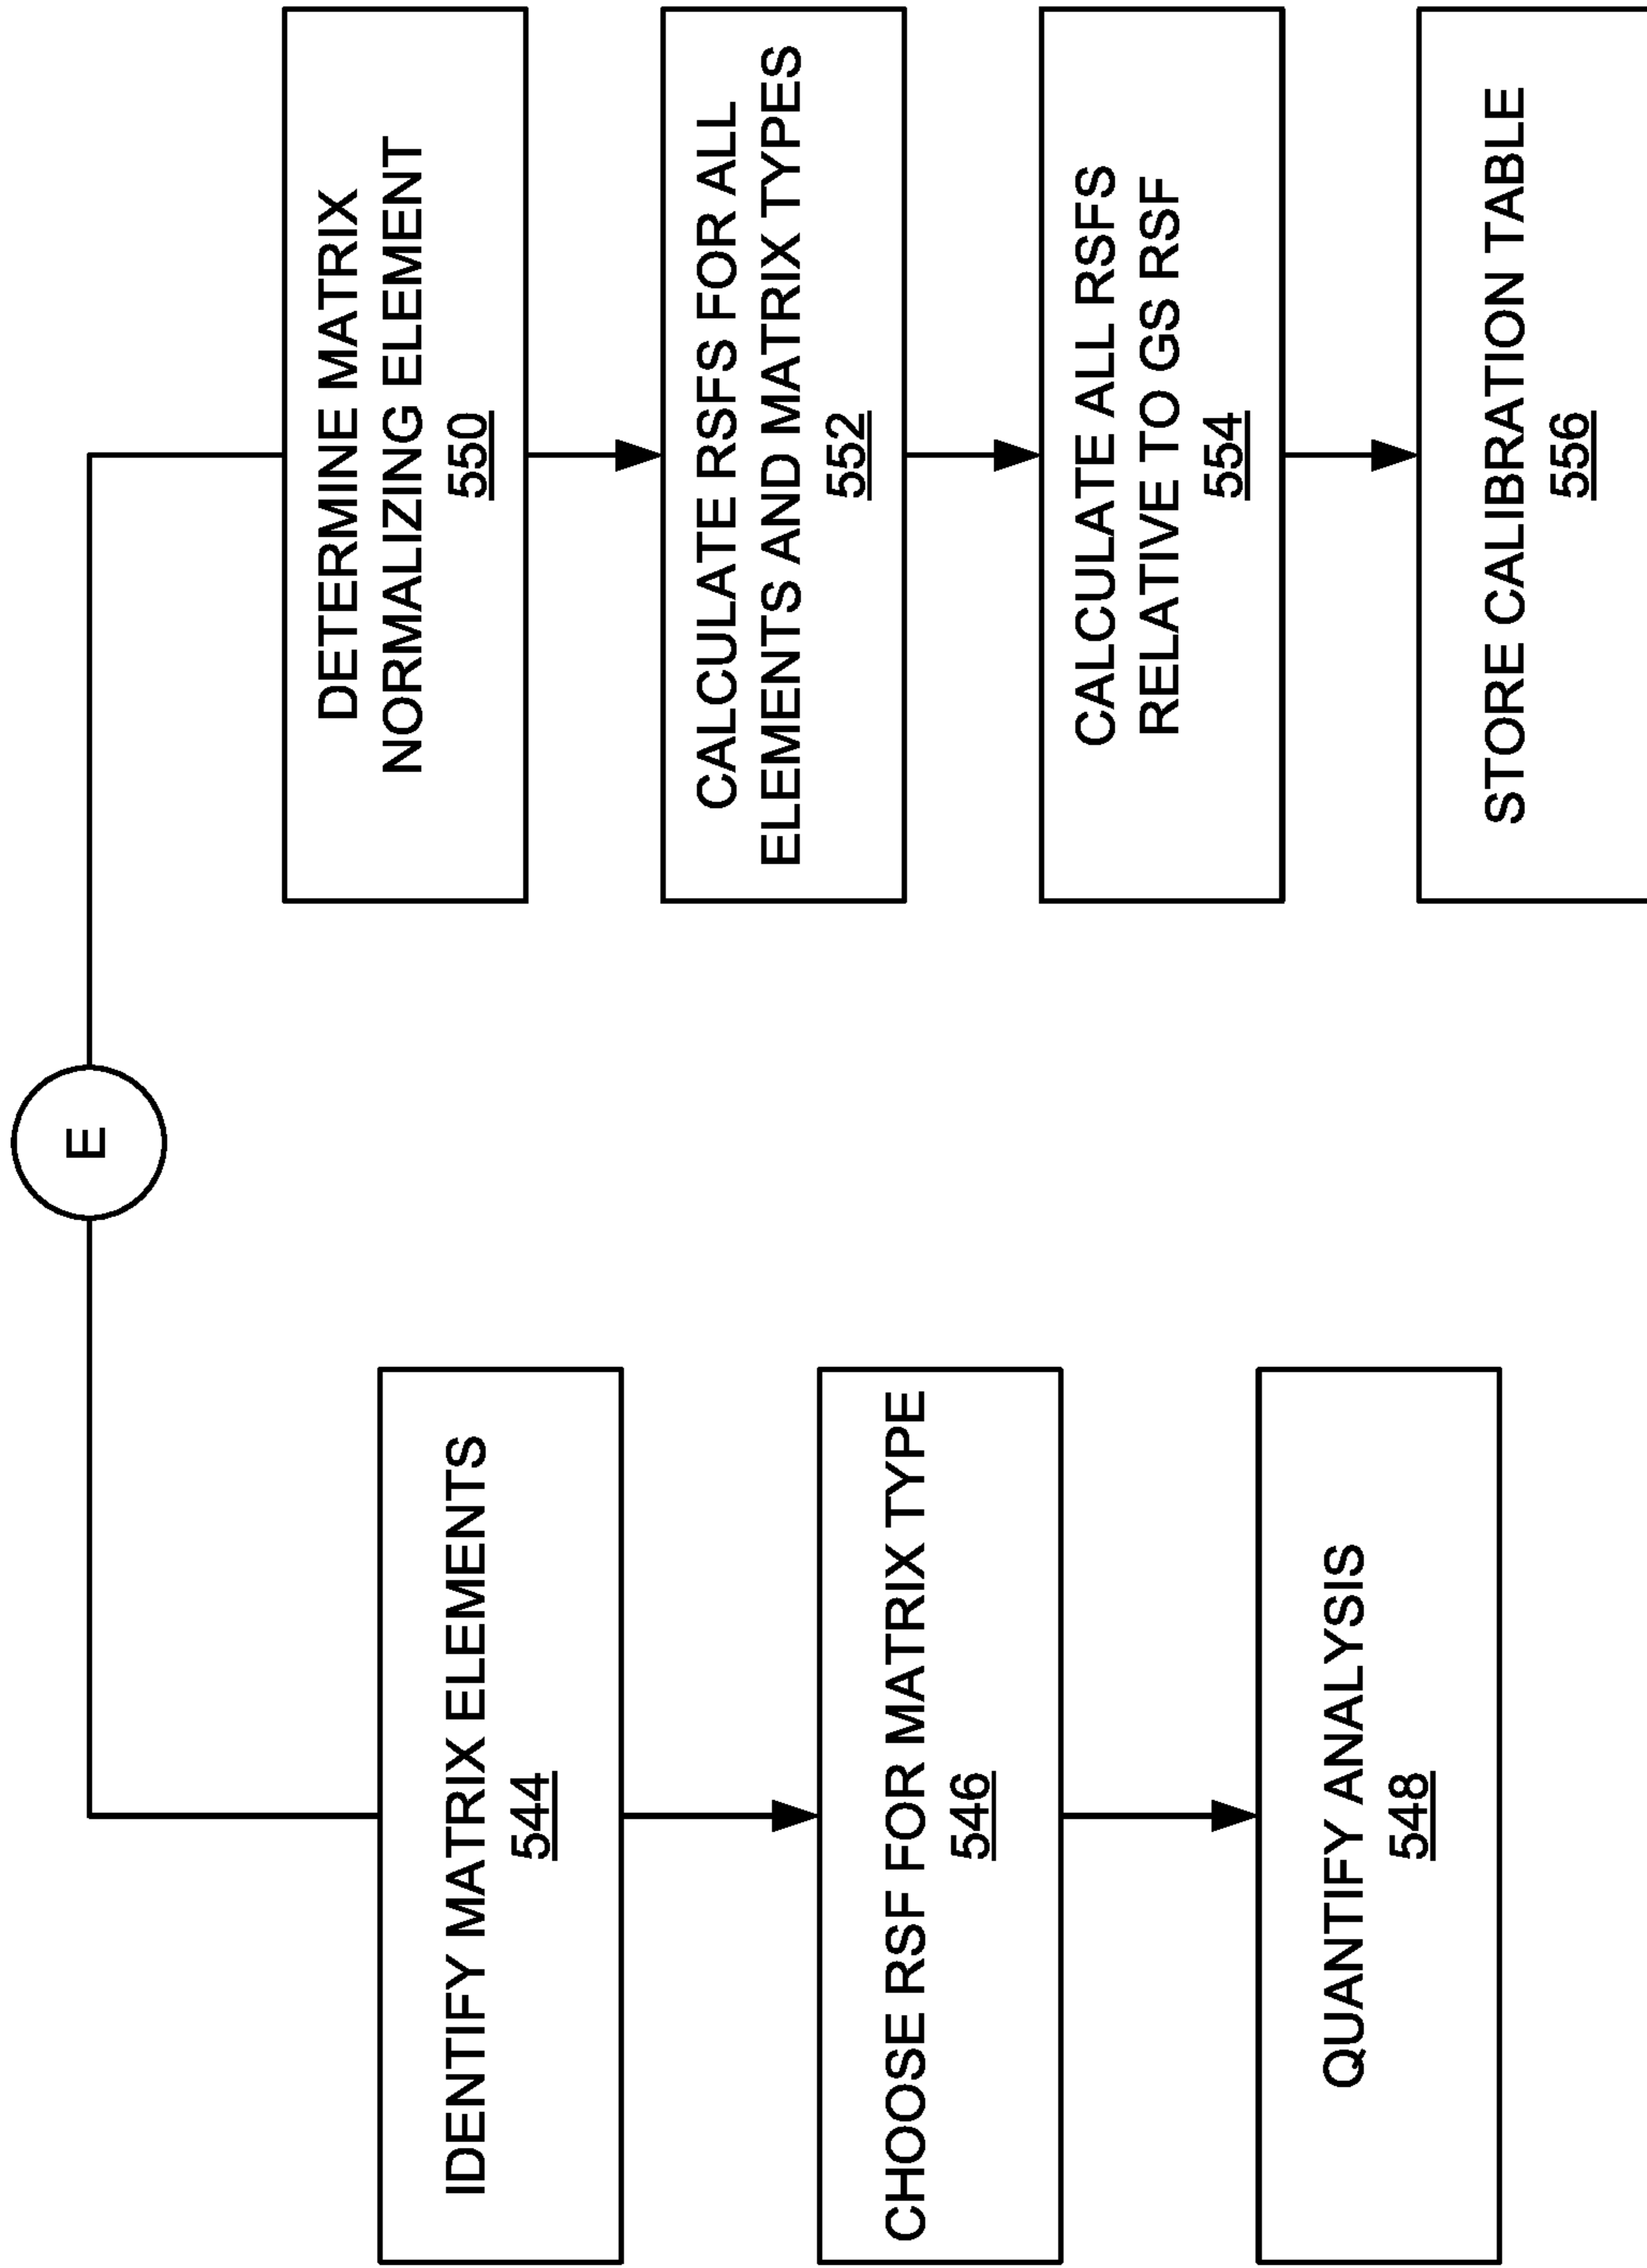 E
IDENTIFY MATRIX ELEMENTS
544
CHOOSE RSF FOR MATRIX TYPE
546
QUANTIFY ANALYSIS
548
DETERMINE MATRIX
NORMALIZING ELEMENT
550
CALCULATE RSFS FOR ALL
ELEMENTS AND MATRIX TYPES
552
CALCULATE ALL RSFS
RELATIVE TO GS RSF
554
STORE CALIBRATION TABLE
556